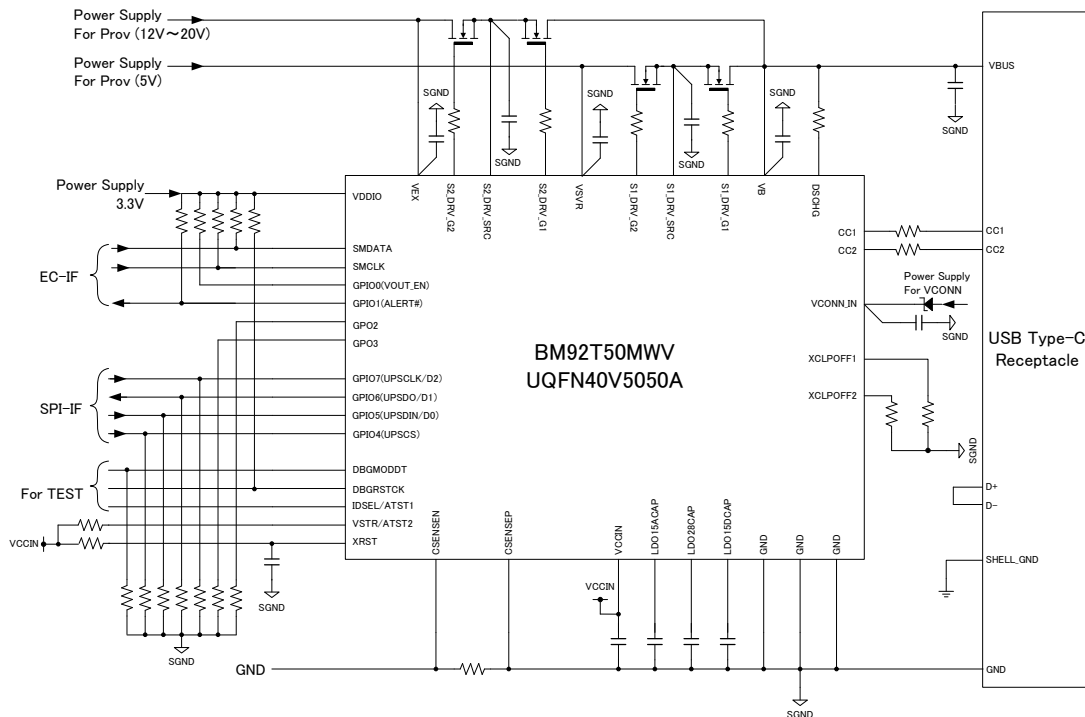 Power Supply
For Prov (12V～20V)
Power Supply
For Prov (5V)
VBUS
SGND
SGND
SGND
SGND
SGND
SGND
Power Supply
3.3V
VDDIO
VEX
S2_DRV_G2
S2_DRV_SRC
S2_DRV_G1
VSVR
S1_DRV_G2
S1_DRV_SRC
S1_DRV_G1
VB
DSCHG
EC-IF
SMDATA
SMCLK
GPIO0(VOUT_EN)
GPIO1(ALERT#)
GPO2
GPO3
CC1
CC2
CC1
CC2
Power Supply
For VCONN
VCONN_IN
SGND
BM92T50MWV
UQFN40V5050A
USB Type-C
Receptacle
XCLPOFF1
XCLPOFF2
SGND
SPI-IF
GPIO7(UPSCLK/D2)
GPIO6(UPSDO/D1)
GPIO5(UPSDIN/D0)
GPIO4(UPSCS)
For TEST
DBGMODDT
DBGRSTCK
IDSEL/ATST1
VSTR/ATST2
XRST
VCCIN
D+
D-
CSENSEN
CSENSEP
VCCIN
LDO15ACAP
LDO28CAP
LDO15DCAP
GND
GND
GND
SHELL_GND
VCCIN
SGND
SGND
GND
GND
SGND